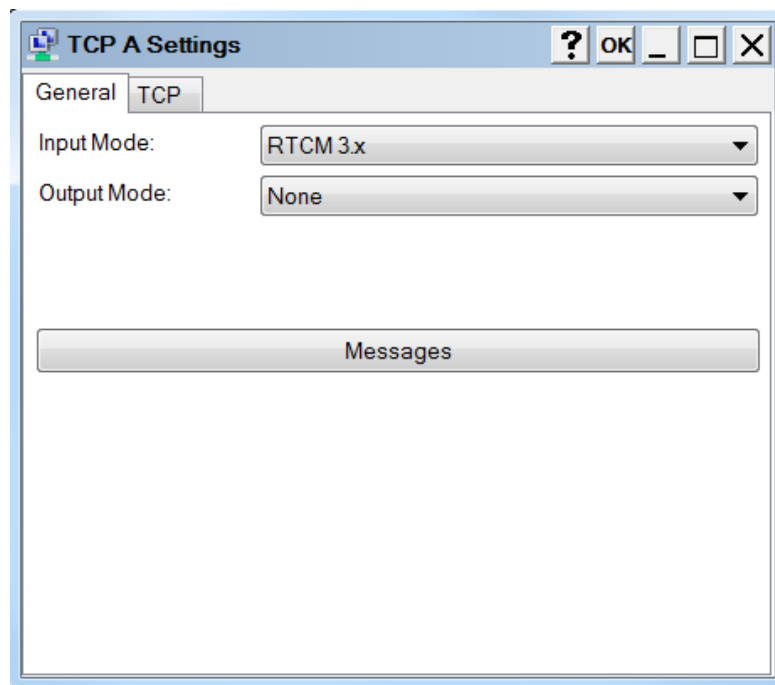 TCP A Settings ? OK
General TCP
Input Mode: RTCM 3.x
Output Mode: None
Messages